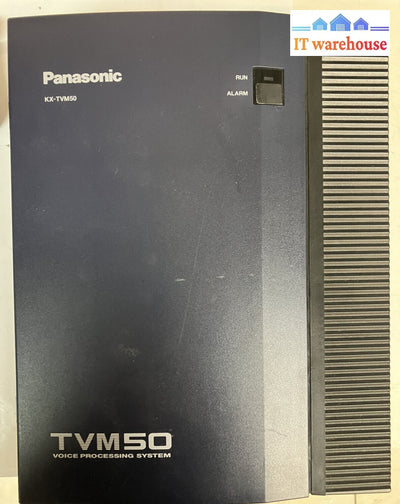 IT warehouse
Panasonic
KX-TVM50
RUN
ALARM
TVM50
VOICE PROCESSING SYSTEM